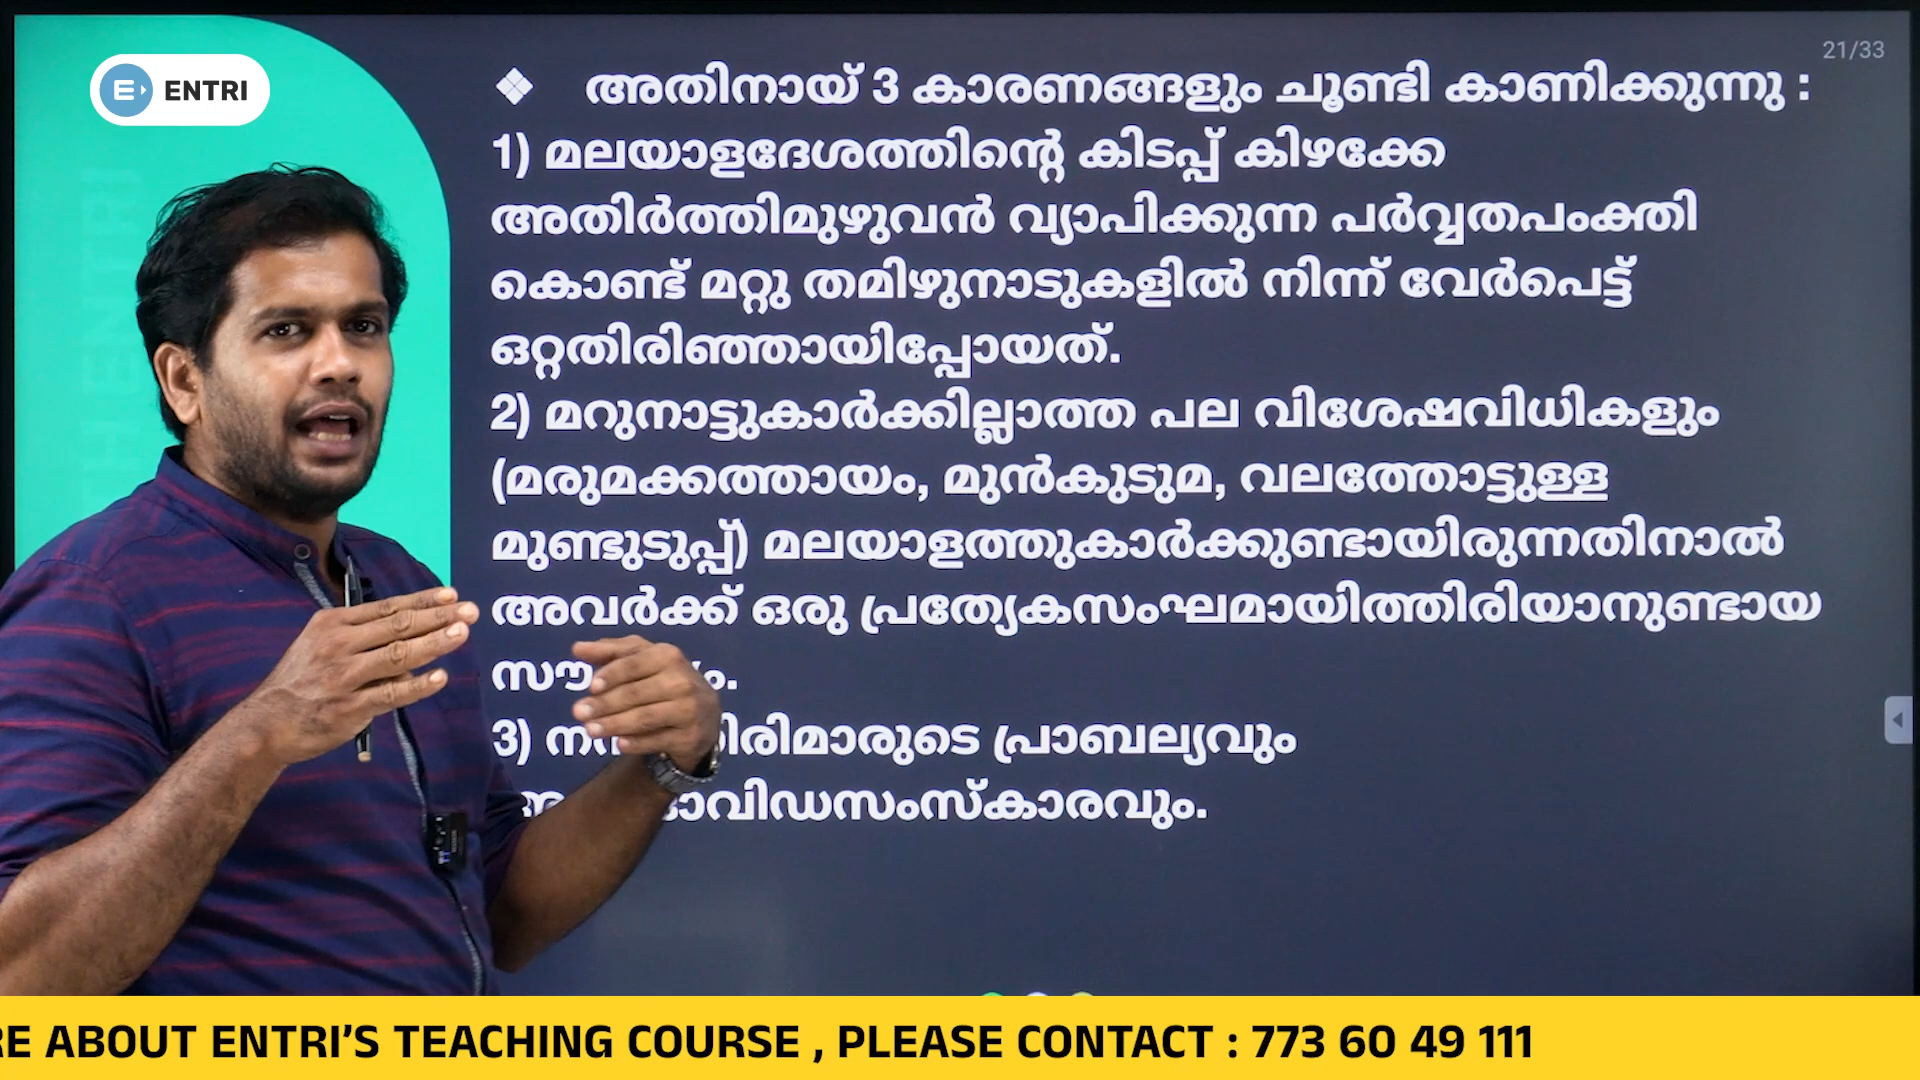 ENTRI
21/33
❖ അതിനായ് 3 കാരണങ്ങളും ചൂണ്ടി കാണിക്കുന്നു :
1) മലയാളദേശത്തിന്റെ കിടപ്പ് കിഴക്കേ
അതിർത്തിമുഴുവൻ വ്യാപിക്കുന്ന പർവ്വതപംക്തി
കൊണ്ട് മറ്റു തമിഴുനാടുകളിൽ നിന്ന് വേർപെട്ട്
ഒറ്റതിരിഞ്ഞായിപ്പോയത്.
2) മറുനാട്ടുകാർക്കില്ലാത്ത പല വിശേഷവിധികളും
(മരുമക്കത്തായം, മുൻകുടുമ, വലത്തോട്ടുള്ള
മുണ്ടുടുപ്പ്) മലയാളത്തുകാർക്കുണ്ടായിരുന്നതിനാൽ
അവർക്ക് ഒരു പ്രത്യേകസംഘമായിത്തിരിയാനുണ്ടായ
3) പ്രാബല്യവും
RE ABOUT ENTRI'S TEACHING COURSE , PLEASE CONTACT : 773 60 49 111